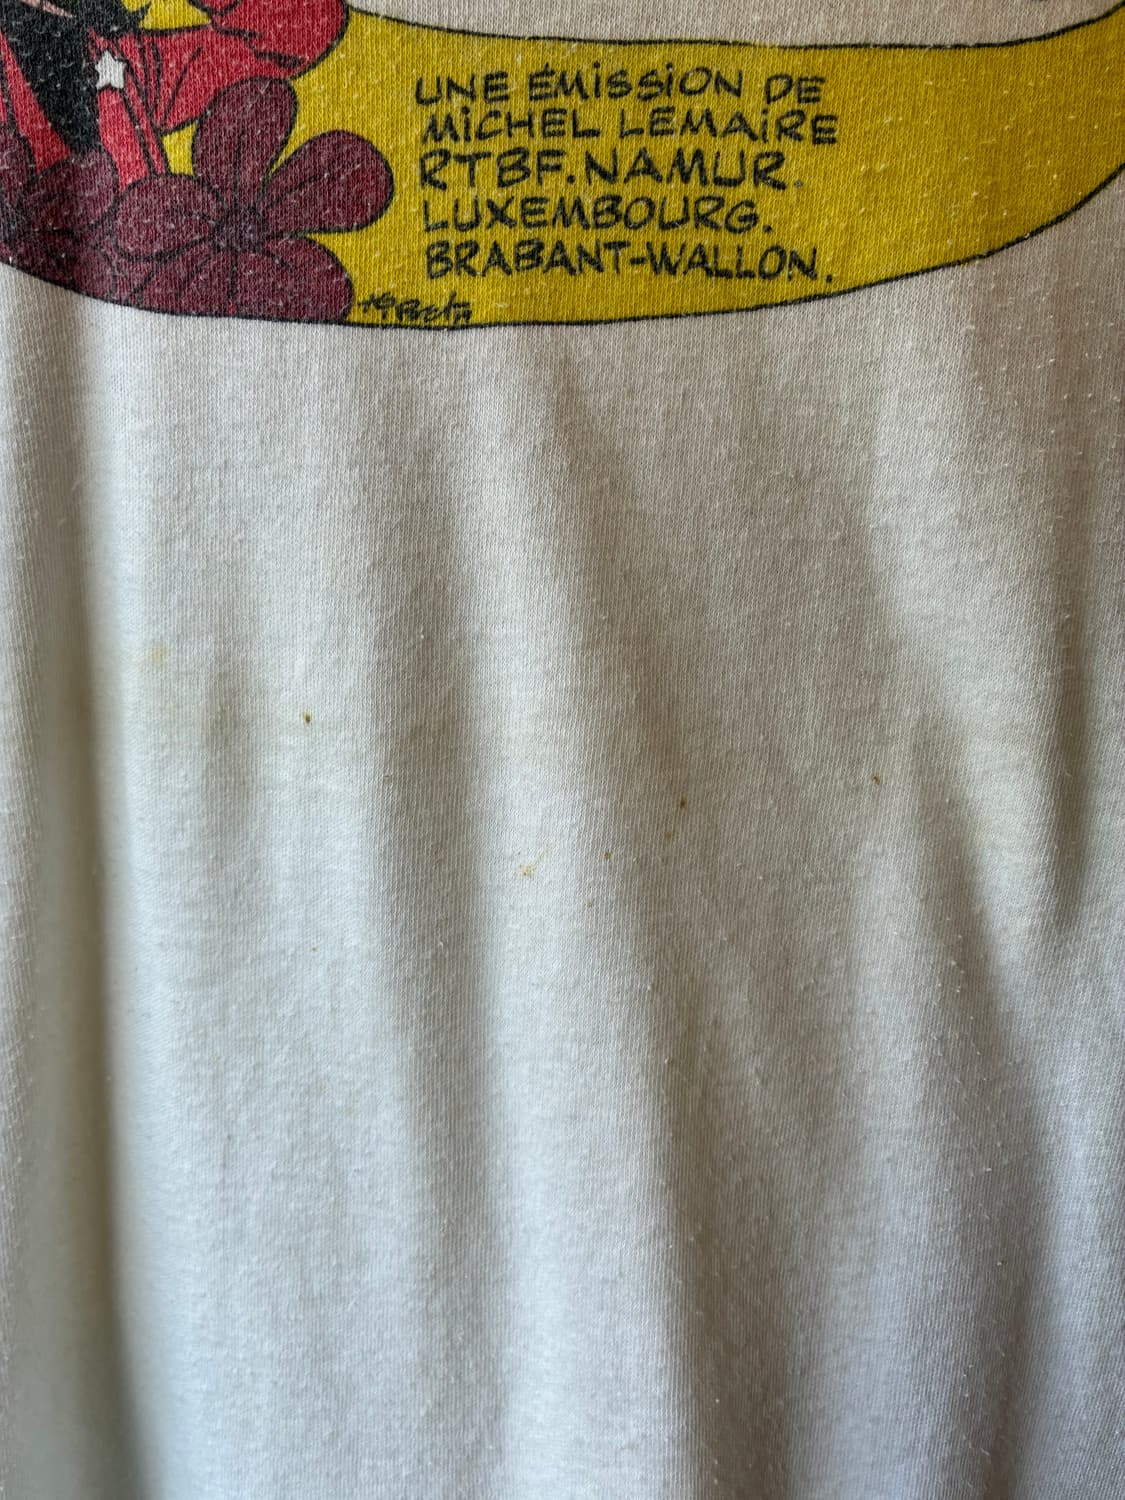 UNE ÉMiSSiON DE
MiCHEL LEMAiRE
RTBF.NAMUR.
LUXEMBOURG.
BRABANT-WALLON.